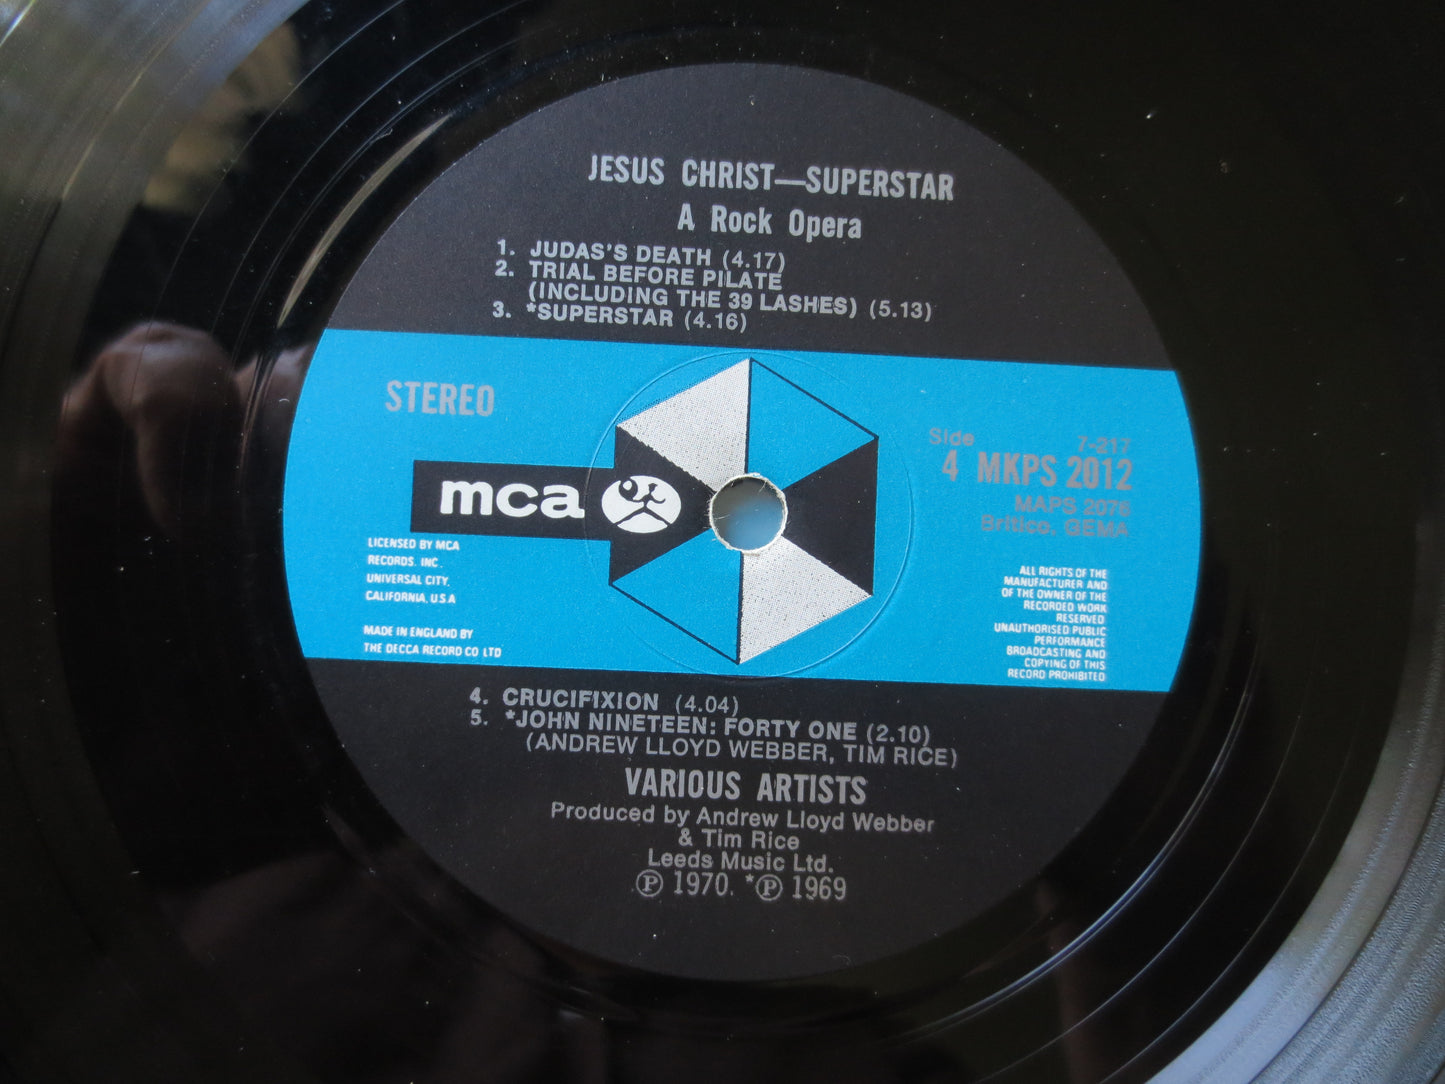 JESUS CHRIST—SUPERSTAR
A Rock Opera
1. JUDAS'S DEATH (4.17)
2. TRIAL BEFORE PILATE
(INCLUDING THE 39 LASHES) (5.13)
3. *SUPERSTAR (4.16)
STEREO
mca
LICENSED BY MCA
RECORDS. INC.
UNIVERSAL CITY.
CALIFORNIA, U.S.A
MADE IN ENGLAND BY
THE DECCA RECORD CO LTD
Side 7-217
4 MKPS 2012
MAPS 2078
Britico, GEMA
ALL RIGHTS OF THE
MANUFACTURER AND
OF THE OWNER OF THE
RECORDED WORK
RESERVED
UNAUTHORISED PUBLIC
PERFORMANCE
BROADCASTING AND
COPYING OF THIS
RECORD PROHIBITED
4. CRUCIFIXION (4.04)
5. *JOHN NINETEEN: FORTY ONE (2.10)
(ANDREW LLOYD WEBBER, TIM RICE)
VARIOUS ARTISTS
Produced by Andrew Lloyd Webber
& Tim Rice
Leeds Music Ltd.
Ⓟ 1970. *Ⓟ 1969